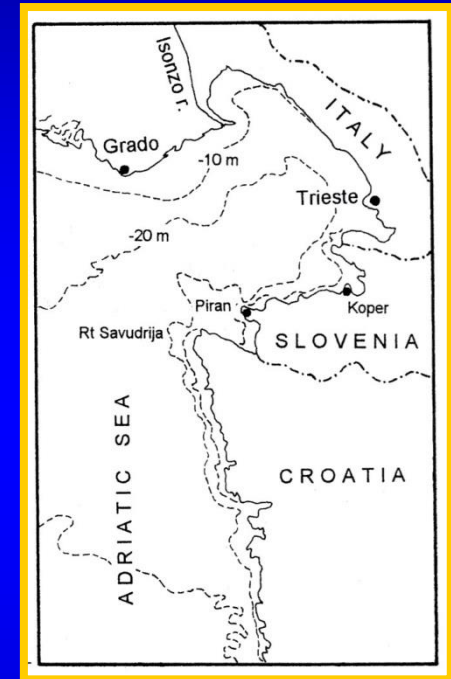 Isonzo r.
ITALY
Grado
-10 m
Trieste
-20 m
Piran
Koper
Rt Savudrija
SLOVENIA
ADRIATIC SEA
CROATIA